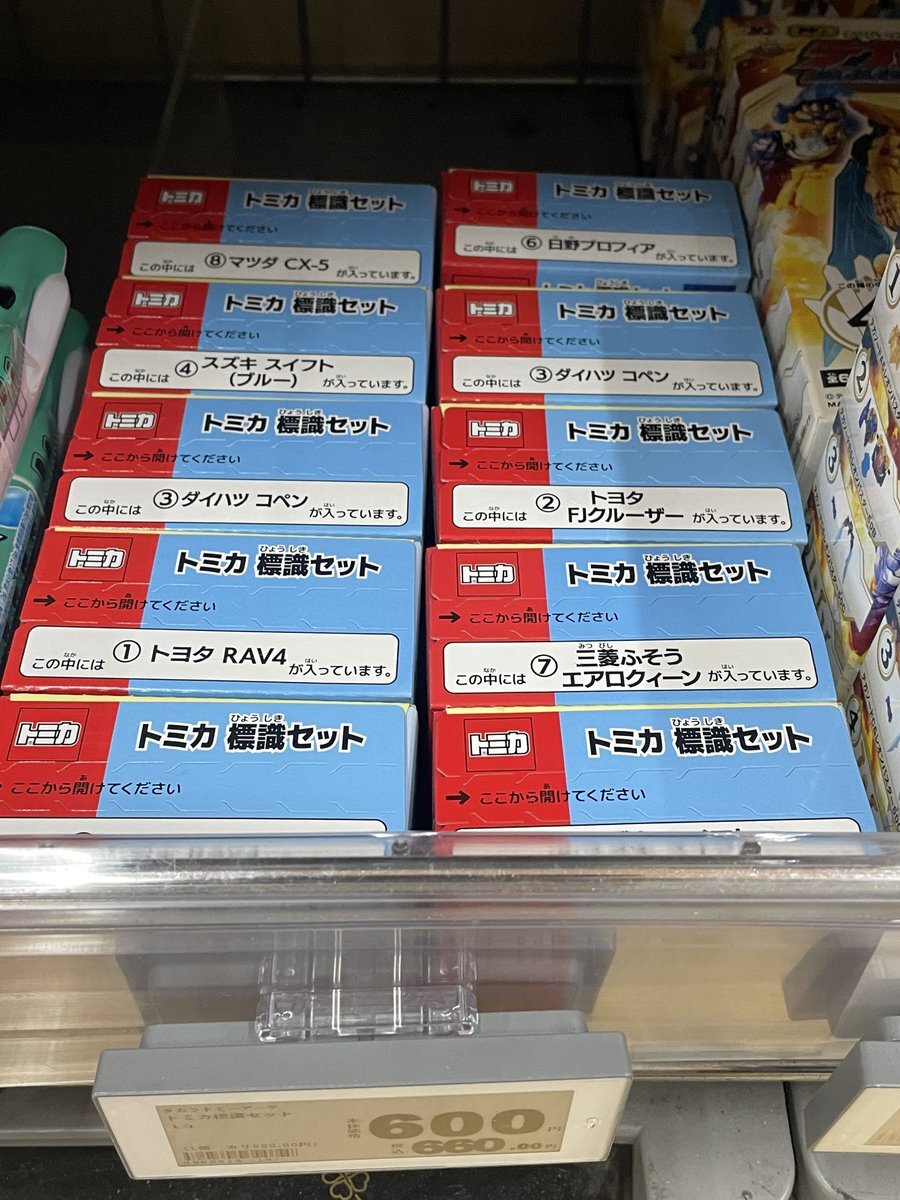 トミカ
トミカ 標識セット
ここから開けてください
この中には ⑧ マツダ CX-5 が入っています。
トミカ
トミカ 標識セット
ここから開けてください
この中には ④ スズキ スイフト
(ブルー) が入っています。
トミカ
トミカ 標識セット
ここから開けてください
この中には ③ ダイハツ コペン が入っています。
トミカ
トミカ 標識セット
ここから開けてください
この中には ① トヨタ RAV4 が入っています。
トミカ
トミカ 標識セット
ここから開けてください
トミカ
トミカ 標識セット
ここから開けてください
この中には ⑥ 日野プロフィア が入っています。
トミカ
トミカ 標識セット
ここから開けてください
この中には ③ ダイハツ コペン が入っています。
トミカ
トミカ 標識セット
ここから開けてください
この中には ② トヨタ
FJクルーザー が入っています。
トミカ
トミカ 標識セット
ここから開けてください
この中には ⑦ 三菱ふそう
エアロクィーン が入っています。
トミカ
トミカ 標識セット
ここから開けてください
タカラトミーアーツ
トミカ標識セット
本体価格 600円
税込 660.00円